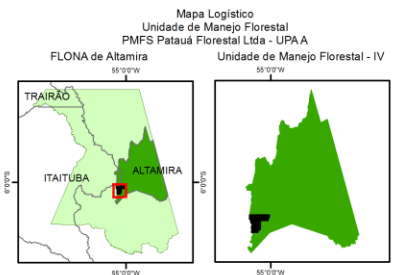 Mapa Logístico
Unidade de Manejo Florestal
PMFS Patauá Florestal Ltda - UPA A
FLONA de Altamira
Unidade de Manejo Florestal - IV
55°0'0"W
55°0'0"W
TRAIRÃO
ITAITUBA
ALTAMIRA
6°0'0"S
6°0'0"S
55°0'0"W
55°0'0"W